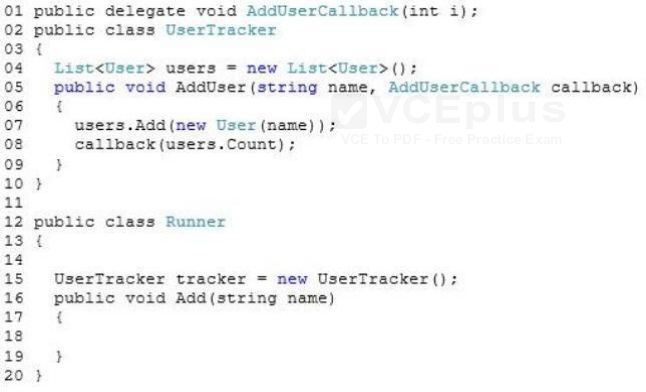 01 public delegate void AddUserCallback(int i);
02 public class UserTracker
03 {
04   List<User> users = new List<User>();
05   public void AddUser(string name, AddUserCallback callback)
06   {
07     users.Add(new User(name));
08     callback(users.Count);
09   }
10 }
11
12 public class Runner
13 {
14
15   UserTracker tracker = new UserTracker();
16   public void Add(string name)
17   {
18
19   }
20 }
VCEplus
VCE To PDF - Free Practice Exam